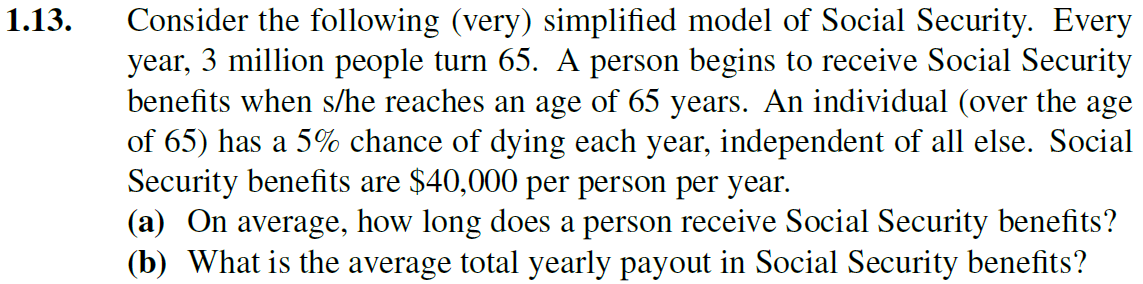 1.13. Consider the following (very) simplified model of Social Security. Every
year, 3 million people turn 65. A person begins to receive Social Security
benefits when s/he reaches an age of 65 years. An individual (over the age
of 65) has a 5% chance of dying each year, independent of all else. Social
Security benefits are $40,000 per person per year.
(a) On average, how long does a person receive Social Security benefits?
(b) What is the average total yearly payout in Social Security benefits?